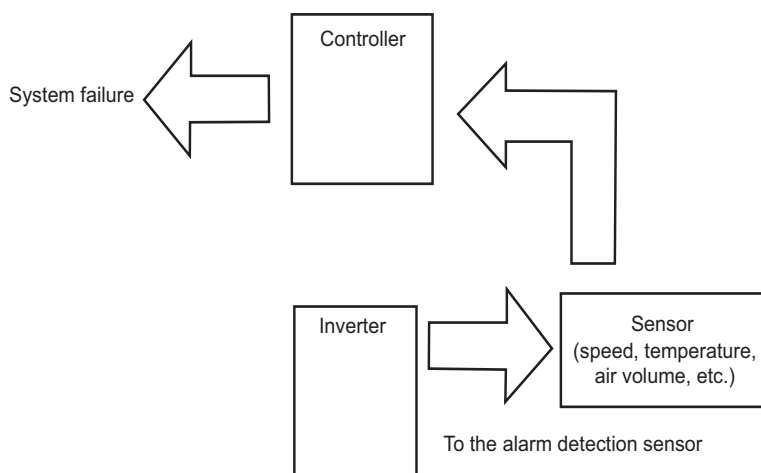 Controller
System failure
Inverter
Sensor
(speed, temperature,
air volume, etc.)
To the alarm detection sensor